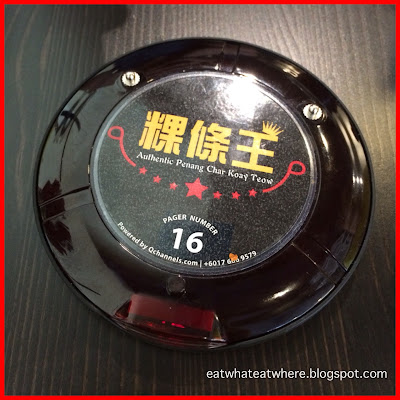 粿條王
Authentic Penang Char Koay Teow
PAGER NUMBER
16
Powered by Qchannels.com | +6017 9579
eatwhateatwhere.blogspot.com